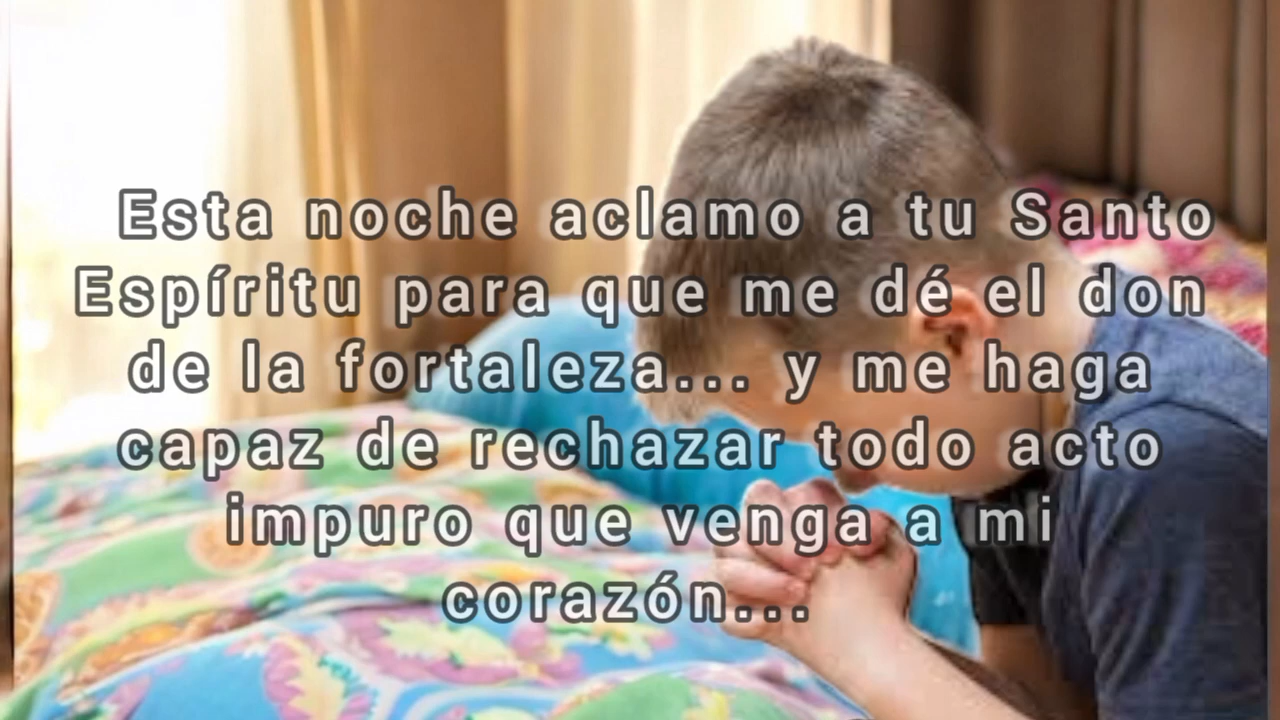 Esta noche aclamo a tu Santo
Espíritu para que me dé el don
de la fortaleza... y me haga
capaz de rechazar todo acto
impuro que venga a mi
corazón...